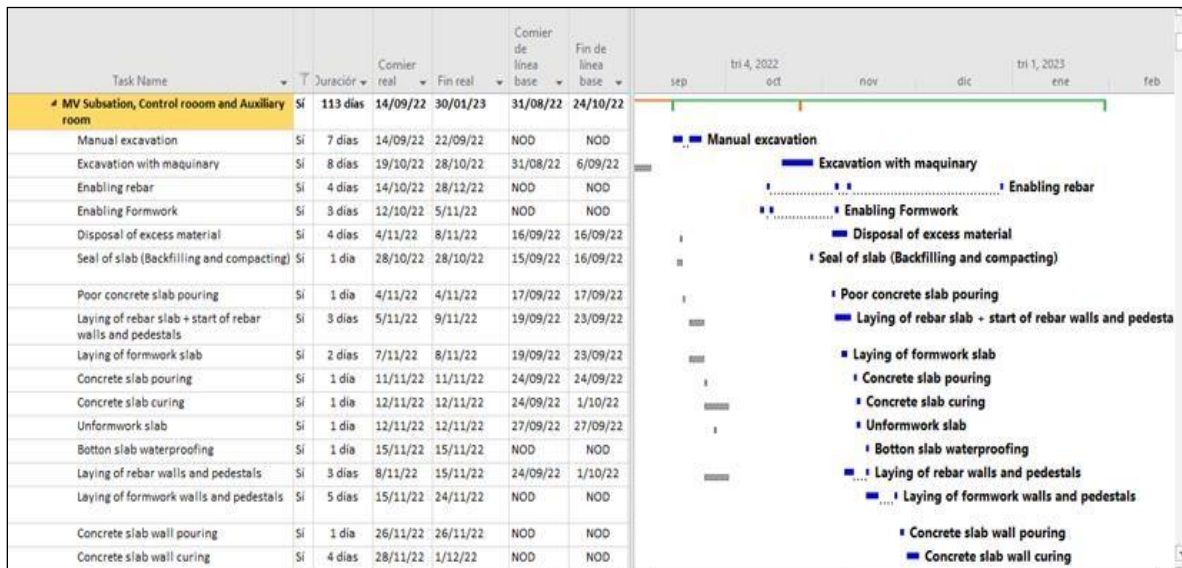 Comier
de
línea
base
Fin de
línea
base
Task Name
Duración
Comier
real
Fin real
tri 4, 2022
tri 1, 2023
sep oct nov dic ene feb
MV Subsation, Control rooom and Auxiliary Sí 113 días 14/09/22 30/01/23 31/08/22 24/10/22
room
Manual excavation Sí 7 días 14/09/22 22/09/22 NOD NOD Manual excavation
Excavation with maquinary Sí 8 días 19/10/22 28/10/22 31/08/22 6/09/22 Excavation with maquinary
Enabling rebar Sí 4 días 14/10/22 28/12/22 NOD NOD Enabling rebar
Enabling Formwork Sí 3 días 12/10/22 5/11/22 NOD NOD Enabling Formwork
Disposal of excess material Sí 4 días 4/11/22 8/11/22 16/09/22 16/09/22 Disposal of excess material
Seal of slab (Backfilling and compacting) Sí 1 día 28/10/22 28/10/22 15/09/22 16/09/22 Seal of slab (Backfilling and compacting)
Poor concrete slab pouring Sí 1 día 4/11/22 4/11/22 17/09/22 17/09/22 Poor concrete slab pouring
Laying of rebar slab + start of rebar Sí 3 días 5/11/22 9/11/22 19/09/22 23/09/22 Laying of rebar slab + start of rebar walls and pedesta
walls and pedestals
Laying of formwork slab Sí 2 días 7/11/22 8/11/22 19/09/22 23/09/22 Laying of formwork slab
Concrete slab pouring Sí 1 día 11/11/22 11/11/22 24/09/22 24/09/22 Concrete slab pouring
Concrete slab curing Sí 1 día 12/11/22 12/11/22 24/09/22 1/10/22 Concrete slab curing
Unformwork slab Sí 1 día 12/11/22 12/11/22 27/09/22 27/09/22 Unformwork slab
Botton slab waterproofing Sí 1 día 15/11/22 15/11/22 NOD NOD Botton slab waterproofing
Laying of rebar walls and pedestals Sí 3 días 8/11/22 15/11/22 24/09/22 1/10/22 Laying of rebar walls and pedestals
Laying of formwork walls and pedestals Sí 5 días 15/11/22 24/11/22 NOD NOD Laying of formwork walls and pedestals
Concrete slab wall pouring Sí 1 día 26/11/22 26/11/22 NOD NOD Concrete slab wall pouring
Concrete slab wall curing Sí 4 días 28/11/22 1/12/22 NOD NOD Concrete slab wall curing